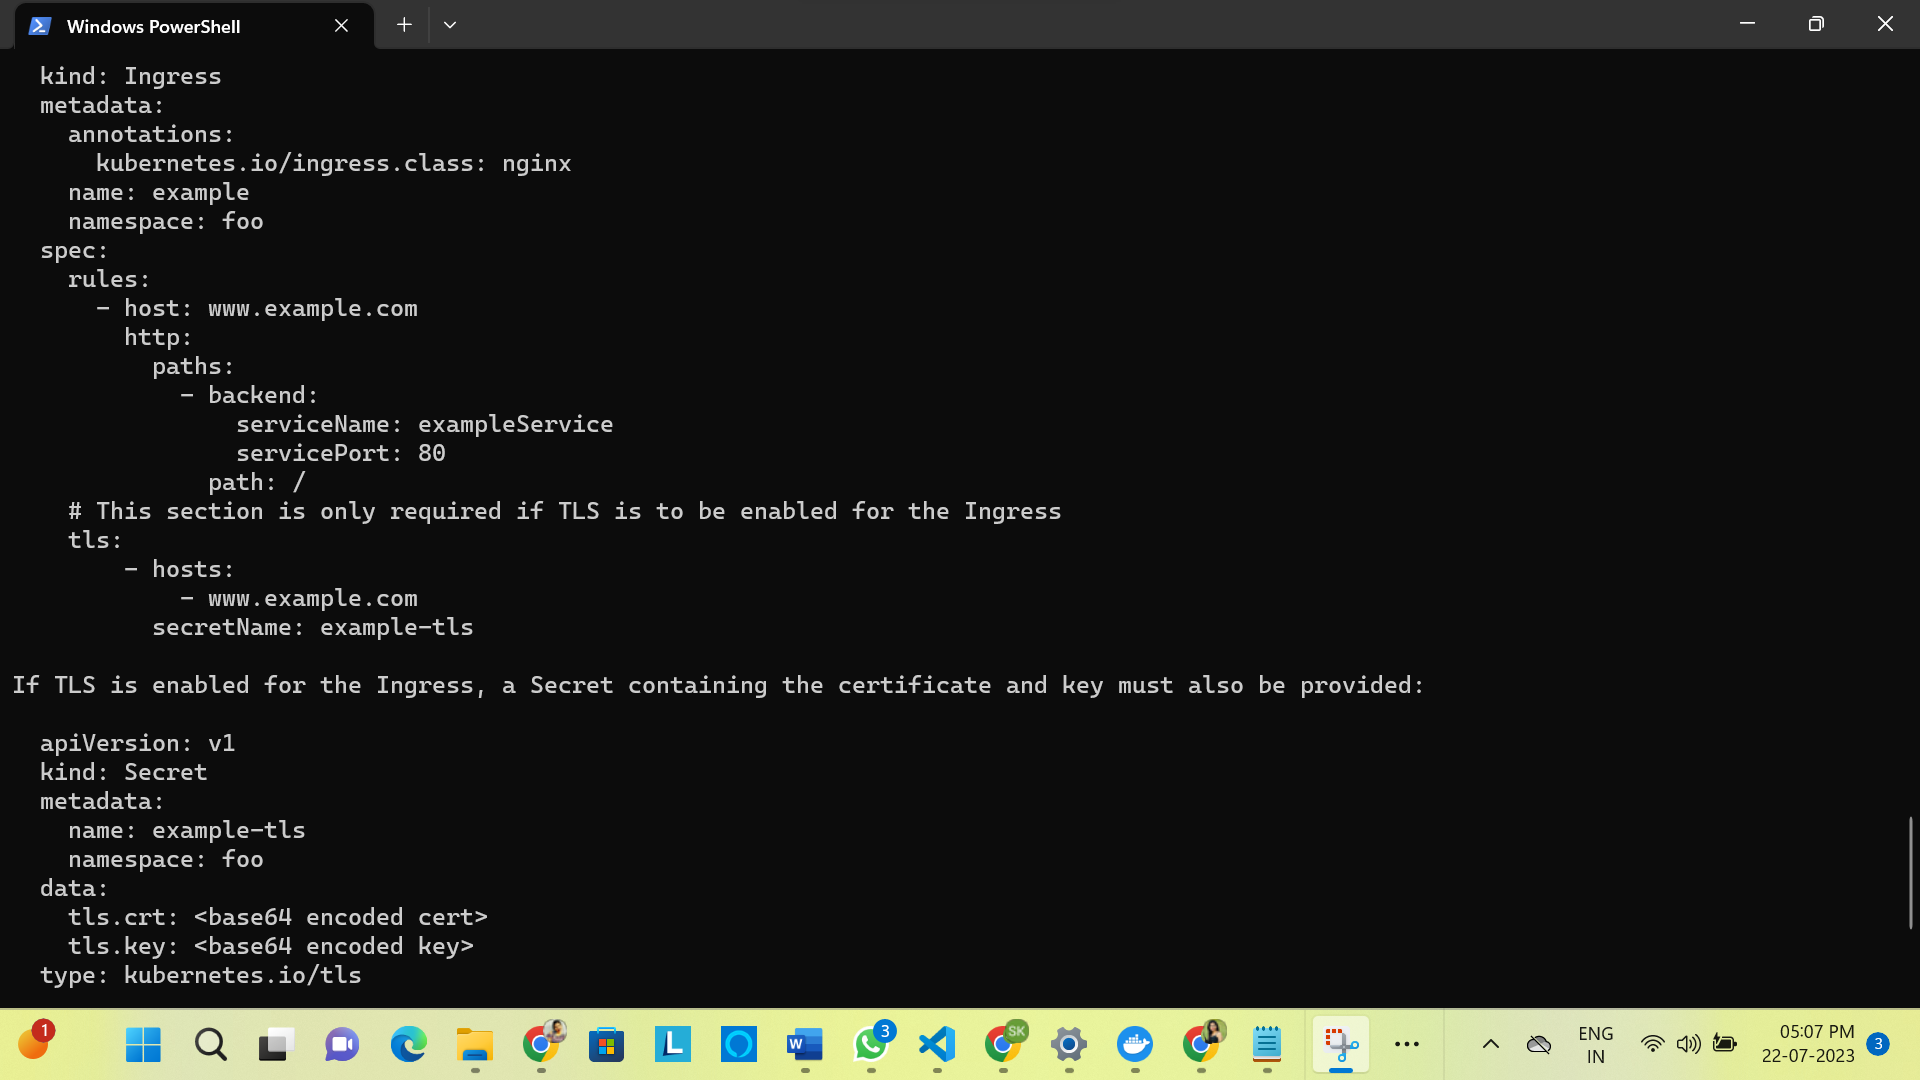 Windows PowerShell
  kind: Ingress
  metadata:
    annotations:
      kubernetes.io/ingress.class: nginx
    name: example
    namespace: foo
  spec:
    rules:
      - host: www.example.com
        http:
          paths:
            - backend:
                serviceName: exampleService
                servicePort: 80
              path: /
    # This section is only required if TLS is to be enabled for the Ingress
    tls:
        - hosts:
            - www.example.com
          secretName: example-tls

If TLS is enabled for the Ingress, a Secret containing the certificate and key must also be provided:

  apiVersion: v1
  kind: Secret
  metadata:
    name: example-tls
    namespace: foo
  data:
    tls.crt: <base64 encoded cert>
    tls.key: <base64 encoded key>
  type: kubernetes.io/tls
1
L
W
3
SK
ENG
IN
05:07 PM
22-07-2023
3